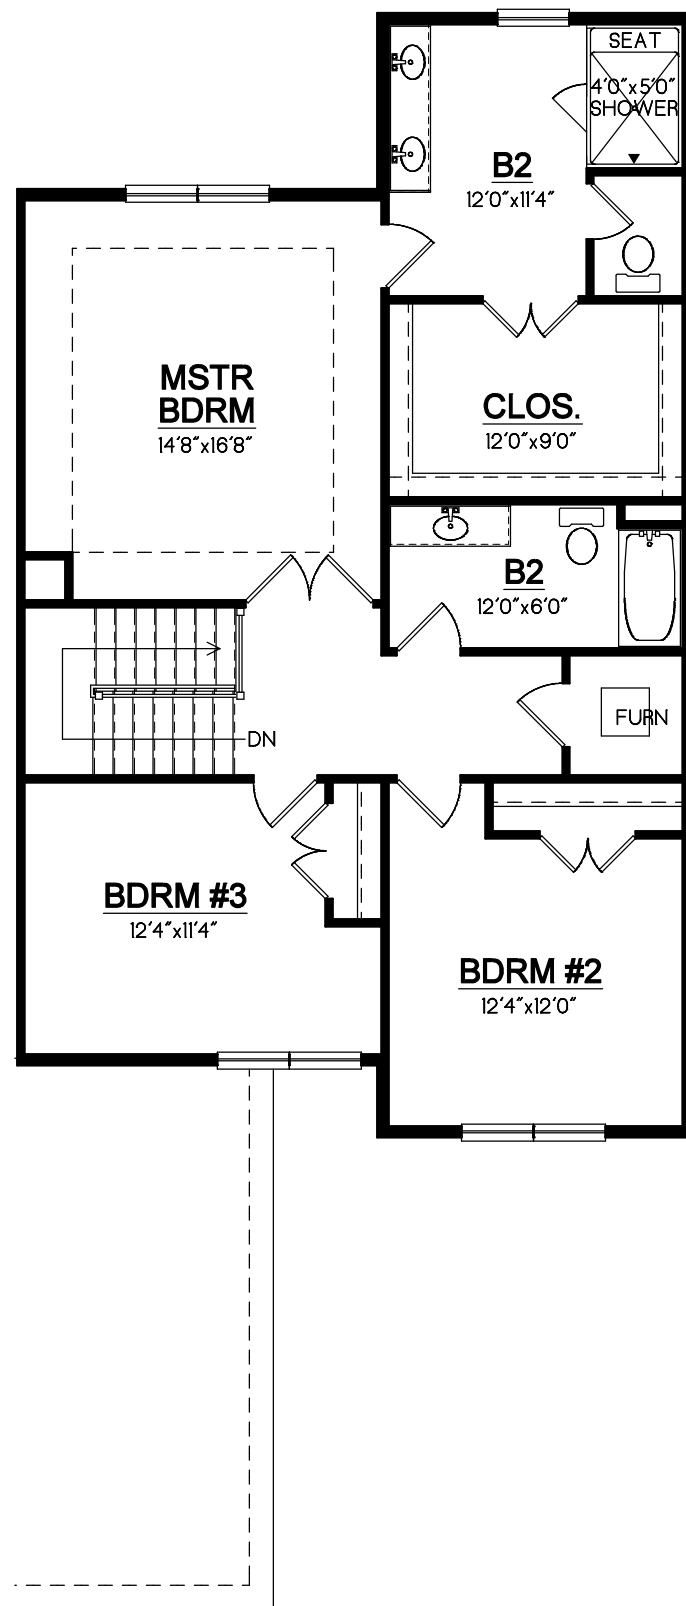 SEAT
4'0"x5'0"
SHOWER
B2
12'0"x11'4"
MSTR
BDRM
14'8"x16'8"
CLOS.
12'0"x9'0"
B2
12'0"x6'0"
FURN
DN
BDRM #3
12'4"x11'4"
BDRM #2
12'4"x12'0"